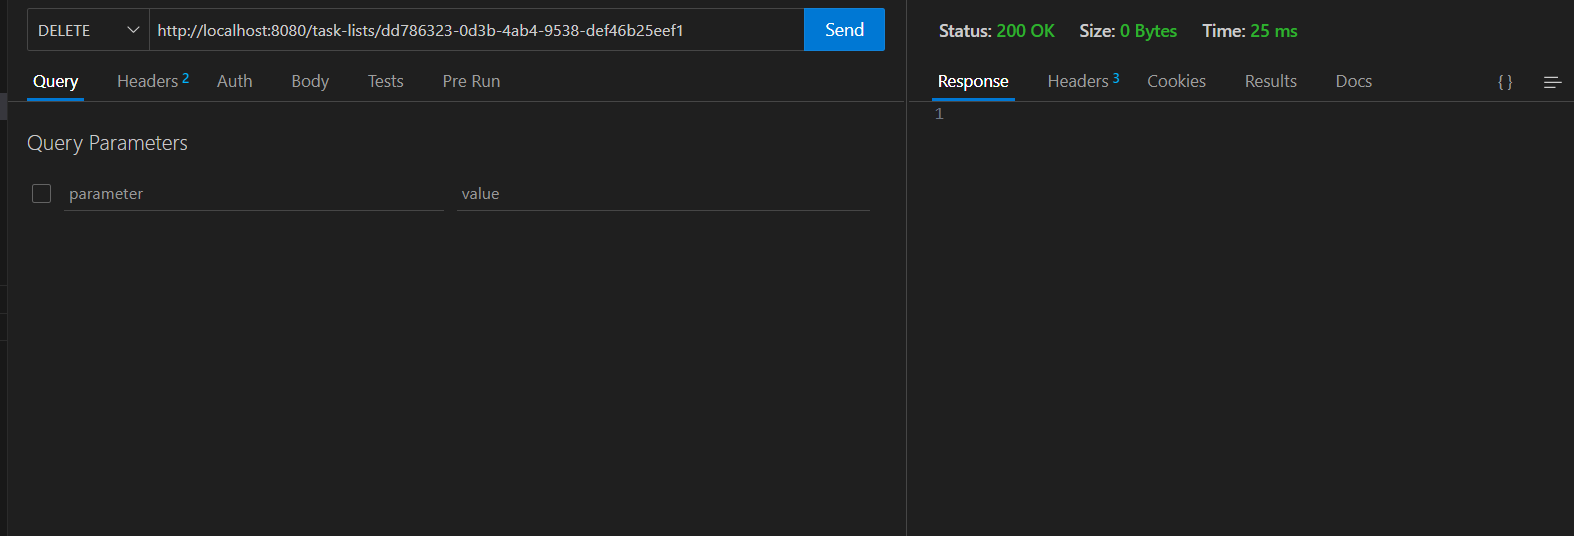 DELETE http://localhost:8080/task-lists/dd786323-0d3b-4ab4-9538-def46b25eef1 Send
Query Headers 2 Auth Body Tests Pre Run
Query Parameters
parameter value
Status: 200 OK Size: 0 Bytes Time: 25 ms
Response Headers 3 Cookies Results Docs {}
1